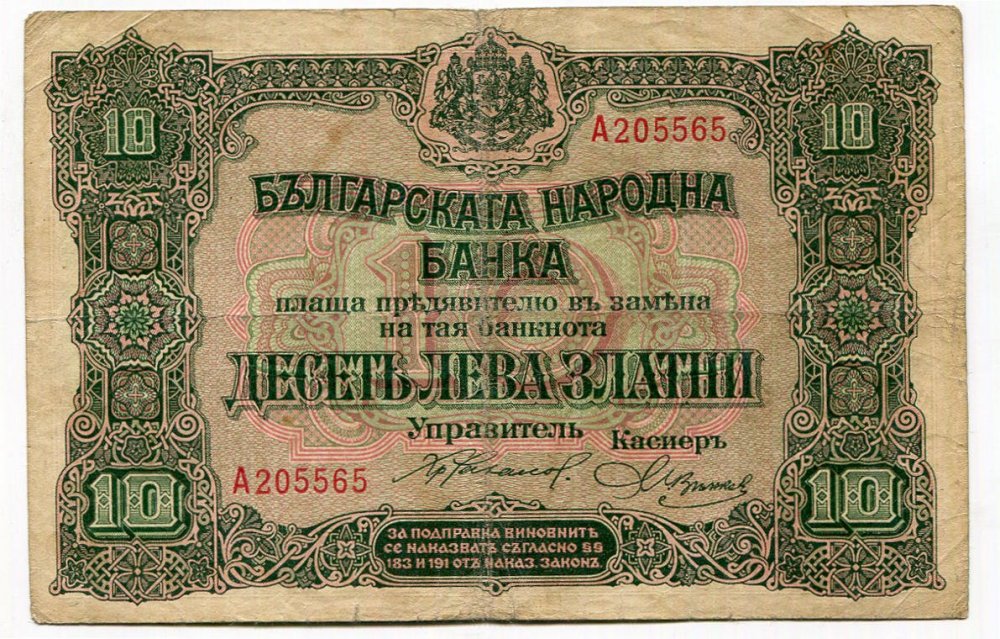 10
10
А205565
БЪЛГАРСКАТА НАРОДНА
БАНКА
плаща прѣдявителю въ замѣна
на тая банкнота
ДЕСЕТЬ ЛЕВА ЗЛАТНИ
Управитель Касиеръ
А205565
10
10
ЗА ПОДПРАВКА ВИНОВНИТѢ
СЕ НАКАЗВАТЪ СЪГЛАСНО §§
183 И 191 ОТЪ НАКАЗ. ЗАКОНЪ.